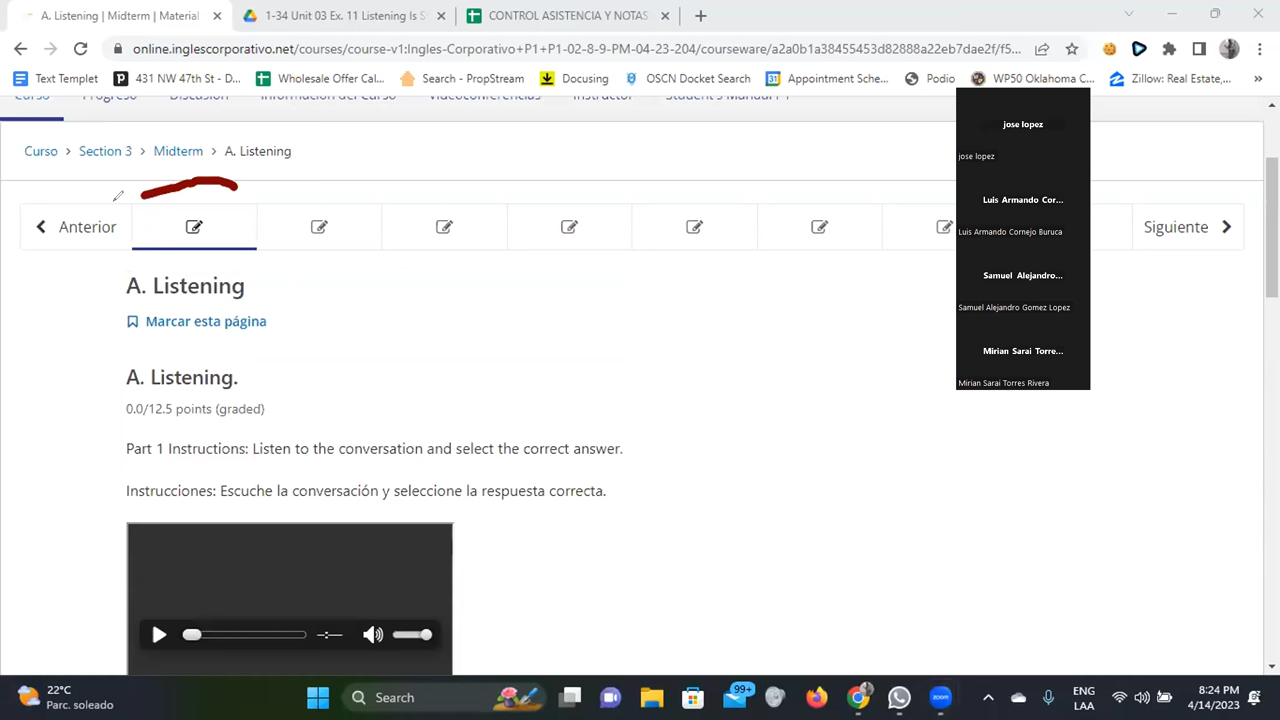 A. Listening | Midterm | Material
1-34 Unit 03 Ex. 11 Listening Is S
CONTROL ASISTENCIA Y NOTAS
online.inglescorporativo.net/courses/course-v1:Ingles-Corporativo+P1+P1-02-8-9-PM-04-23-204/courseware/a2a0b1a38455453d82888a22eb7dae2f/f5...
Text Templet
431 NW 47th St - D...
Wholesale Offer Cal...
Search - PropStream
Docusing
OSCN Docket Search
Appointment Sche...
Podio
WP50 Oklahoma C...
Zillow: Real Estate,...
Curso Progreso Discusión Información del curso Videoconferencias Instructor Student's Manual P1
Curso > Section 3 > Midterm > A. Listening
Anterior
Siguiente
A. Listening
Marcar esta página
A. Listening.
0.0/12.5 points (graded)
Part 1 Instructions: Listen to the conversation and select the correct answer.
Instrucciones: Escuche la conversación y seleccione la respuesta correcta.
-:-
jose lopez
jose lopez
Luis Armando Cor...
Luis Armando Cornejo Buruca
Samuel Alejandro...
Samuel Alejandro Gomez Lopez
Mirian Sarai Torre...
Mirian Sarai Torres Rivera
22°C
Parc. soleado
Search
99+
zoom
ENG
LAA
8:24 PM
4/14/2023